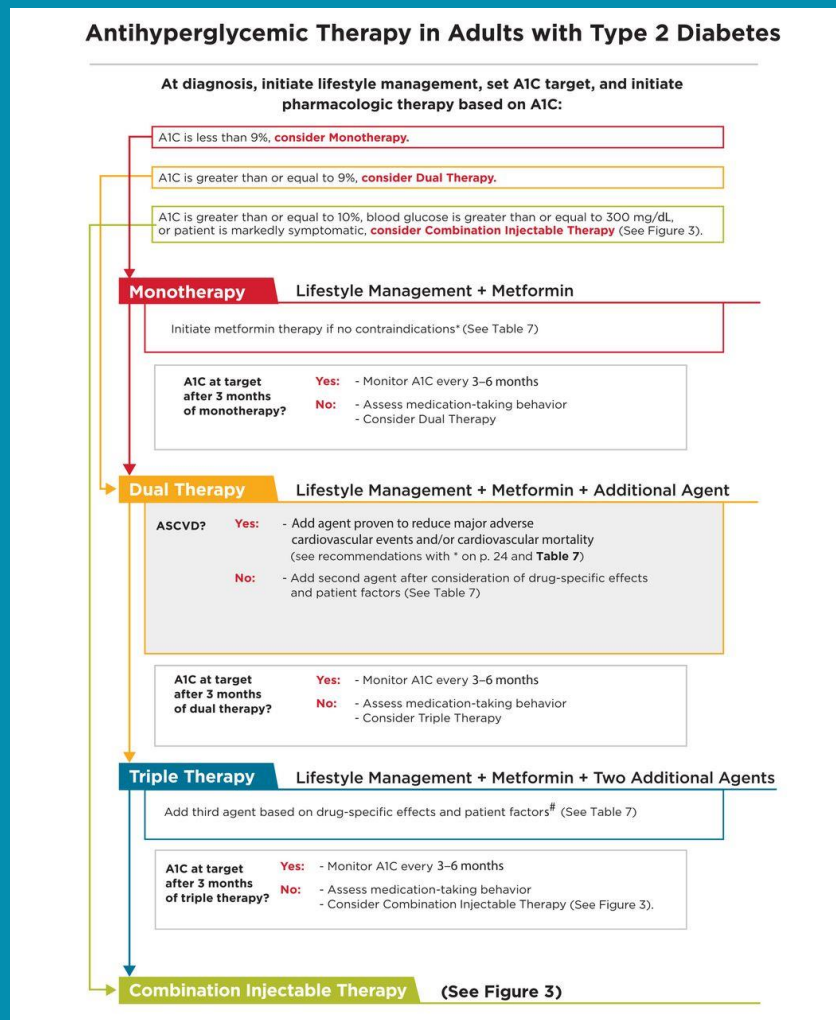 Antihyperglycemic Therapy in Adults with Type 2 Diabetes
At diagnosis, initiate lifestyle management, set A1C target, and initiate
pharmacologic therapy based on A1C:
A1C is less than 9%, consider Monotherapy.
A1C is greater than or equal to 9%, consider Dual Therapy.
A1C is greater than or equal to 10%, blood glucose is greater than or equal to 300 mg/dL,
or patient is markedly symptomatic, consider Combination Injectable Therapy (See Figure 3).
Monotherapy Lifestyle Management + Metformin
Initiate metformin therapy if no contraindications* (See Table 7)
A1C at target
after 3 months
of monotherapy?
Yes: - Monitor A1C every 3–6 months
No: - Assess medication-taking behavior
- Consider Dual Therapy
Dual Therapy Lifestyle Management + Metformin + Additional Agent
ASCVD? Yes: - Add agent proven to reduce major adverse
cardiovascular events and/or cardiovascular mortality
(see recommendations with * on p. 24 and Table 7)
No: - Add second agent after consideration of drug-specific effects
and patient factors (See Table 7)
A1C at target
after 3 months
of dual therapy?
Yes: - Monitor A1C every 3–6 months
No: - Assess medication-taking behavior
- Consider Triple Therapy
Triple Therapy Lifestyle Management + Metformin + Two Additional Agents
Add third agent based on drug-specific effects and patient factors# (See Table 7)
A1C at target
after 3 months
of triple therapy?
Yes: - Monitor A1C every 3–6 months
No: - Assess medication-taking behavior
- Consider Combination Injectable Therapy (See Figure 3).
Combination Injectable Therapy (See Figure 3)